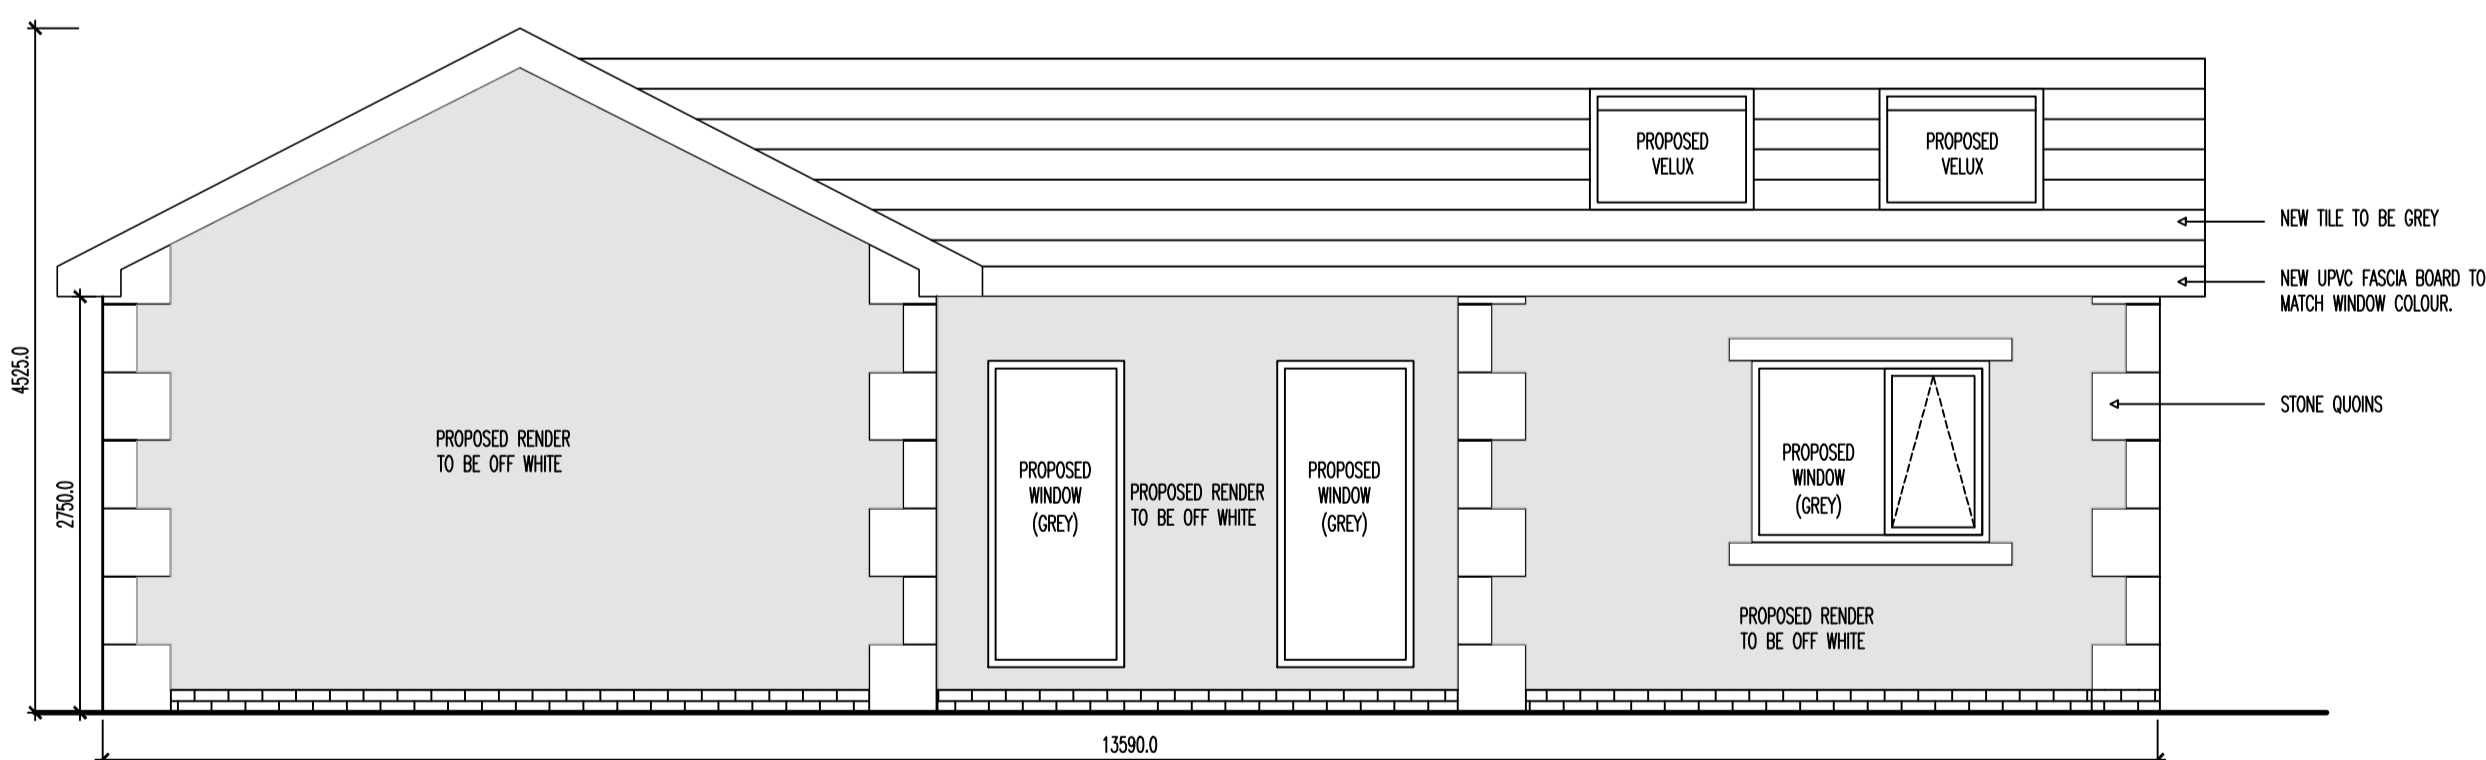 PROPOSED
VELUX
PROPOSED
VELUX
NEW TILE TO BE GREY
NEW UPVC FASCIA BOARD TO
MATCH WINDOW COLOUR.
STONE QUOINS
4525.0
2750.0
PROPOSED RENDER
TO BE OFF WHITE
PROPOSED
WINDOW
(GREY)
PROPOSED RENDER
TO BE OFF WHITE
PROPOSED
WINDOW
(GREY)
PROPOSED
WINDOW
(GREY)
PROPOSED RENDER
TO BE OFF WHITE
13590.0